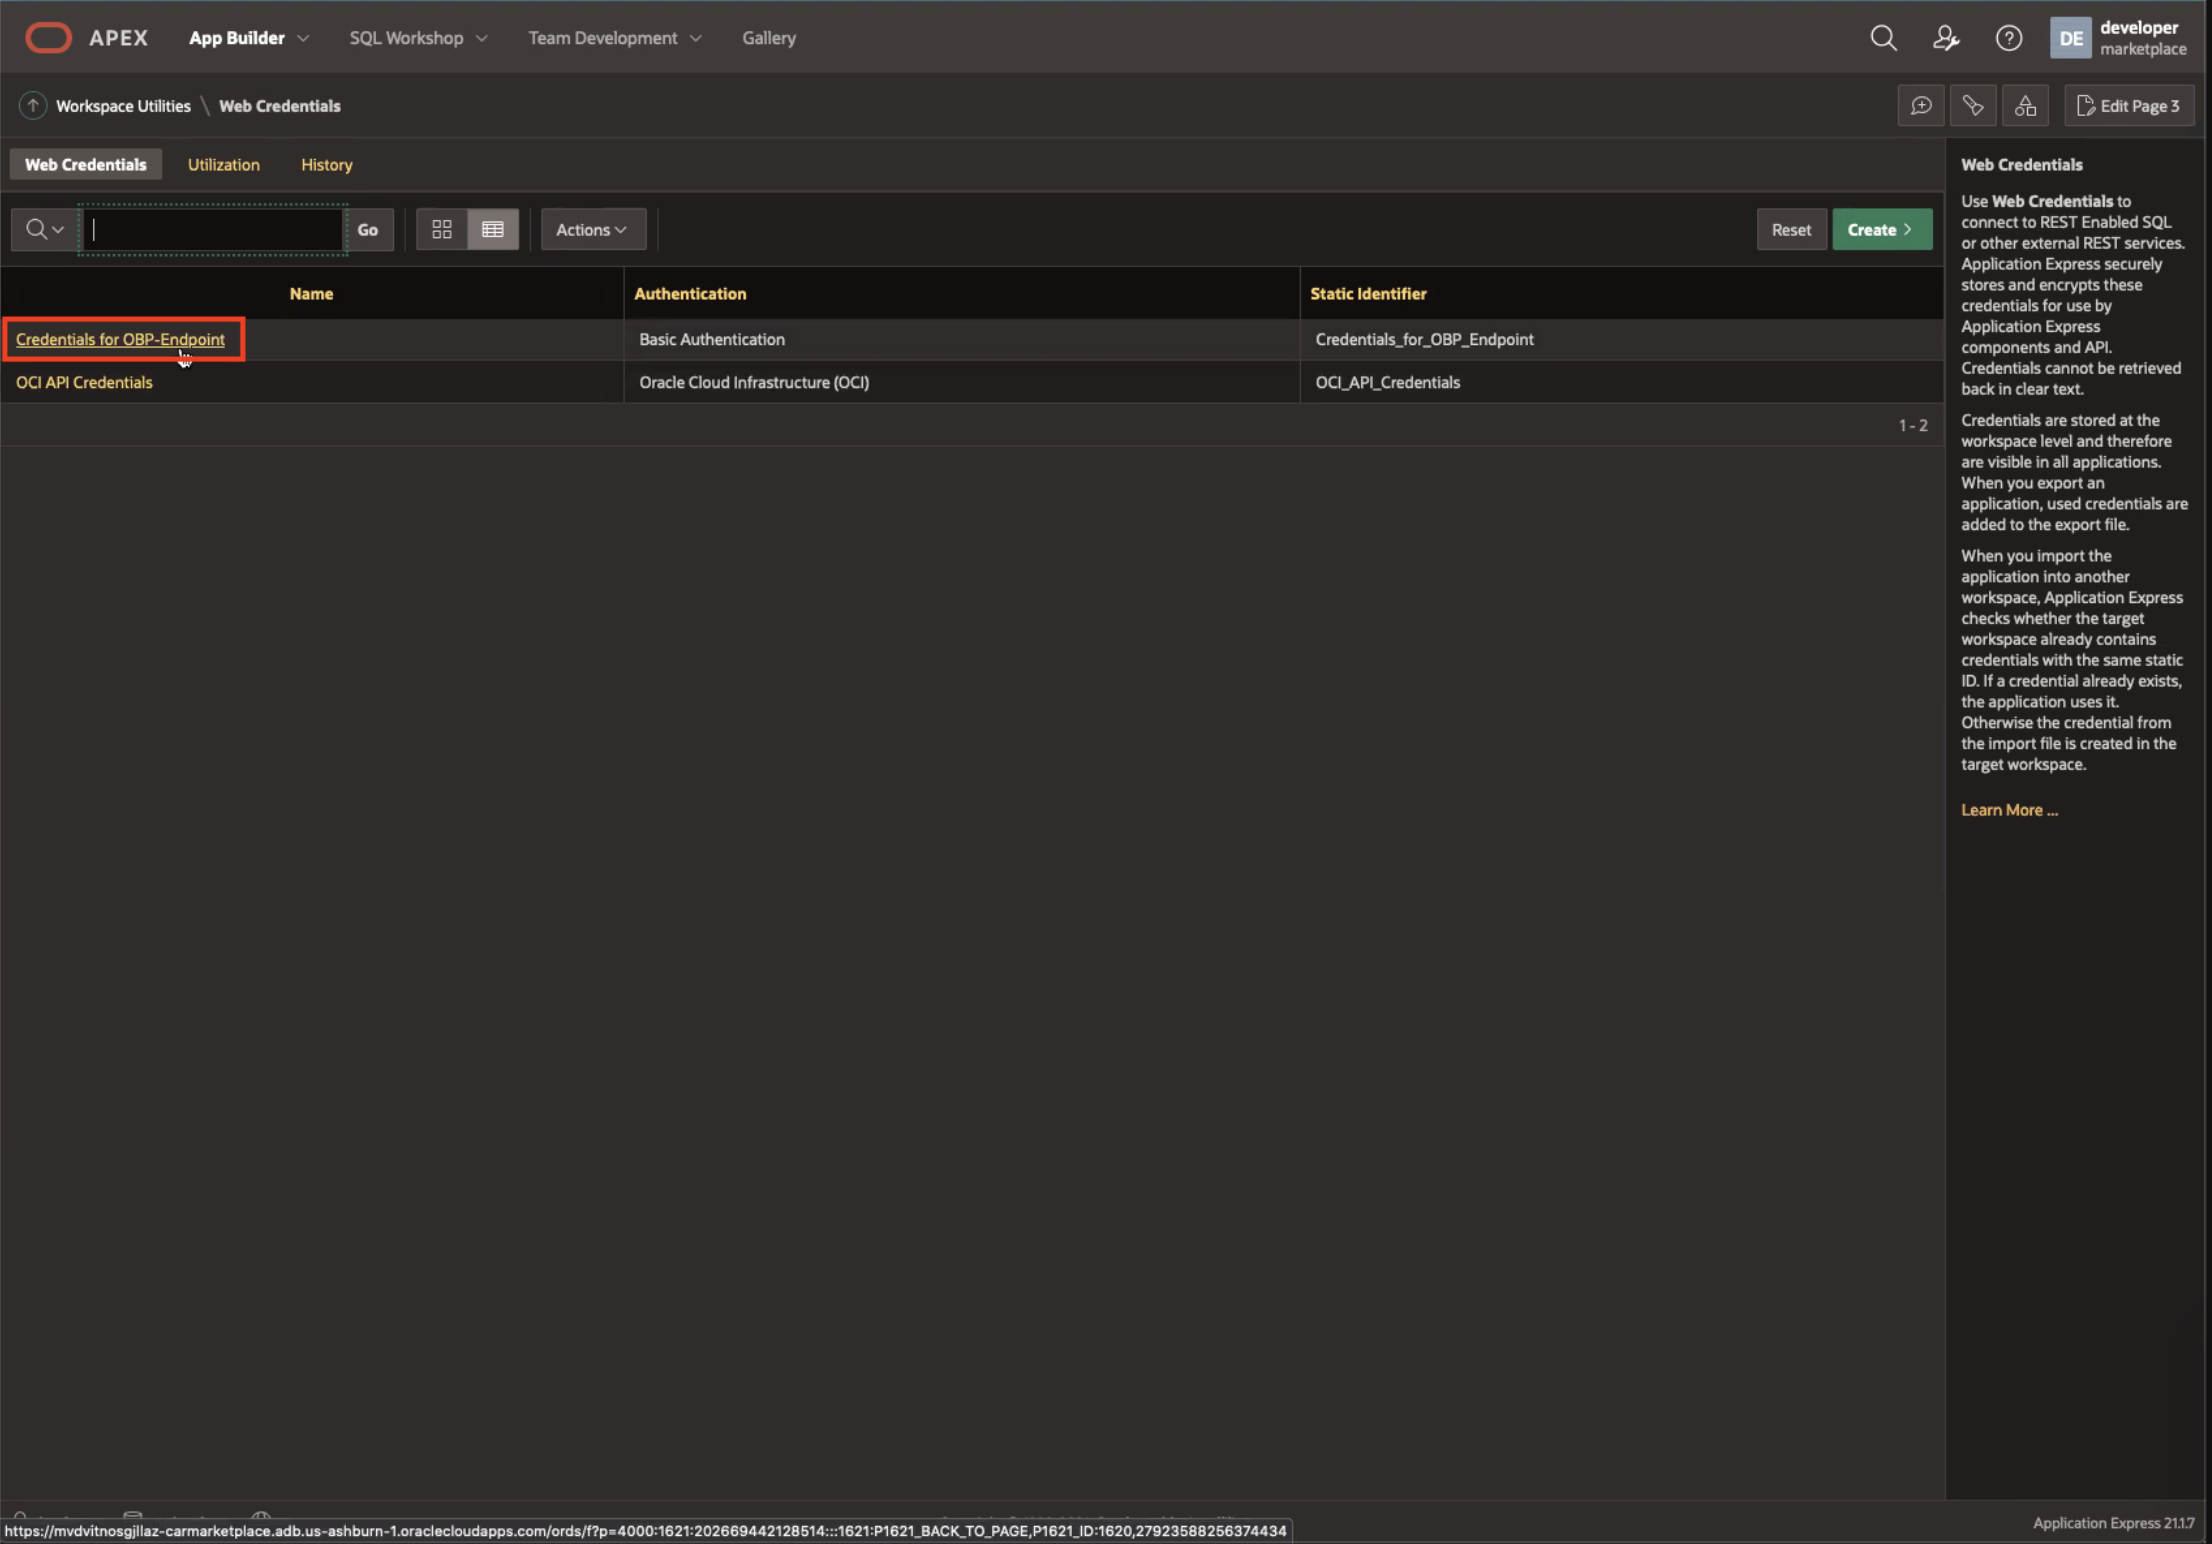 APEX App Builder SQL Workshop Team Development Gallery DE developer marketplace
Workspace Utilities \ Web Credentials Edit Page 3
Web Credentials Utilization History
Go Actions Reset Create
Name Authentication Static Identifier
Credentials for OBP-Endpoint Basic Authentication Credentials_for_OBP_Endpoint
OCI API Credentials Oracle Cloud Infrastructure (OCI) OCI_API_Credentials
1 - 2
Web Credentials
Use Web Credentials to
connect to REST Enabled SQL
or other external REST services.
Application Express securely
stores and encrypts these
credentials for use by
Application Express
components and API.
Credentials cannot be retrieved
back in clear text.
Credentials are stored at the
workspace level and therefore
are visible in all applications.
When you export an
application, used credentials are
added to the export file.
When you import the
application into another
workspace, Application Express
checks whether the target
workspace already contains
credentials with the same static
ID. If a credential already exists,
the application uses it.
Otherwise the credential from
the import file is created in the
target workspace.
Learn More ...
https://mvdvitnosgjllaz-carmarketplace.adb.us-ashburn-1.oraclecloudapps.com/ords/f?p=4000:1621:202669442128514:::1621:P1621_BACK_TO_PAGE,P1621_ID:1620,27923588256374434
Application Express 21.1.7